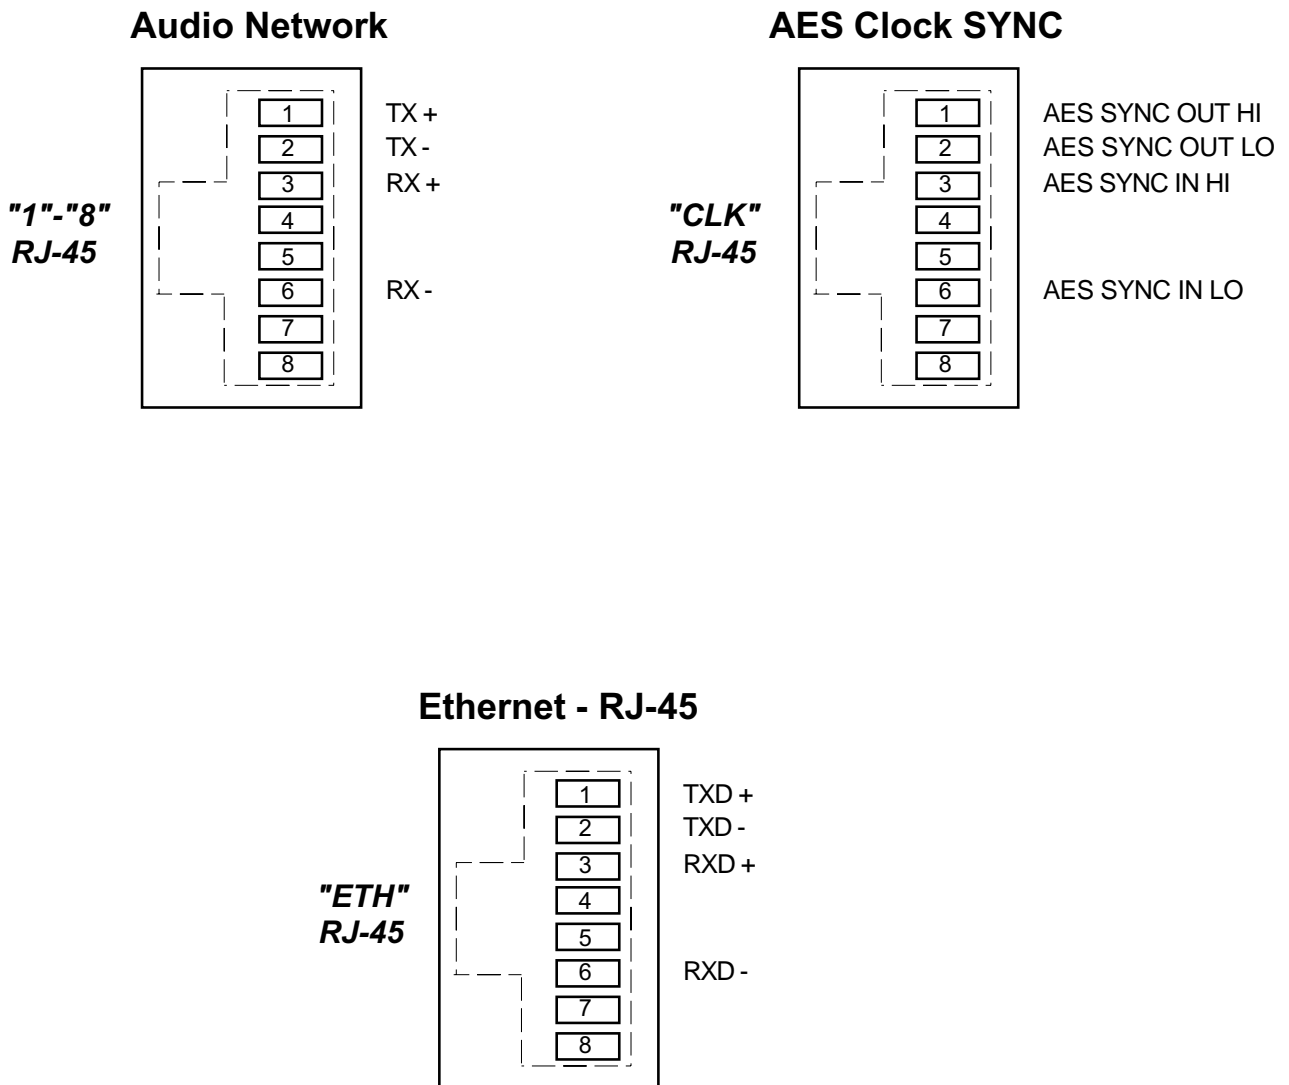 Audio Network
"1"-"8"
RJ-45
1 TX +
2 TX -
3 RX +
4
5
6 RX -
7
8
AES Clock SYNC
"CLK"
RJ-45
1 AES SYNC OUT HI
2 AES SYNC OUT LO
3 AES SYNC IN HI
4
5
6 AES SYNC IN LO
7
8
Ethernet - RJ-45
"ETH"
RJ-45
1 TXD +
2 TXD -
3 RXD +
4
5
6 RXD -
7
8